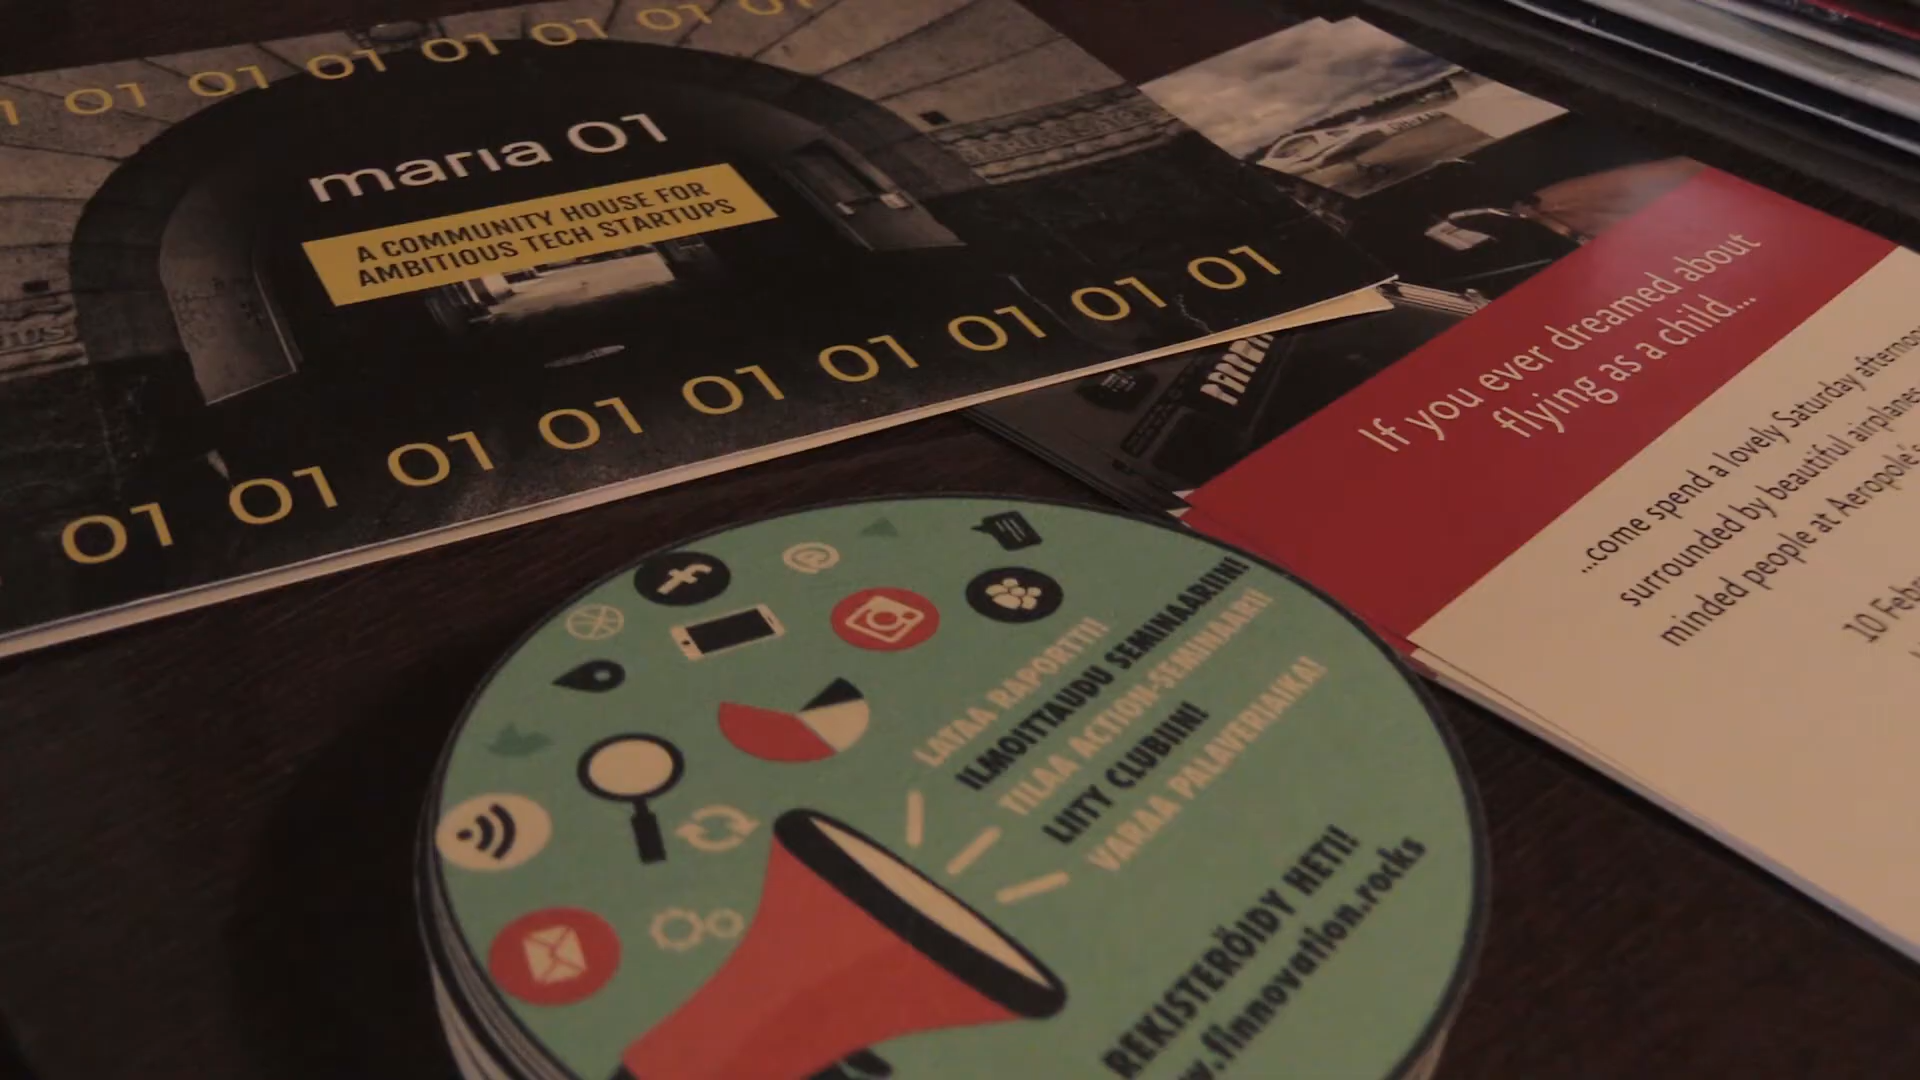 01 01 01 01 01 01 01
maria 01
A COMMUNITY HOUSE FOR
AMBITIOUS TECH STARTUPS
01 01 01 01 01 01 01 01 01 01
If you ever dreamed about
flying as a child...
...come spend a lovely Saturday afternoon
surrounded by beautiful airplanes
minded people at Aeropole's
10
LATAA RAPORTTI!
ILMOITTAUDU SEMINAARIIN!
TILAA ACTION-SEMINAARI!
LIITY CLUBIIN!
VARAA PALAVERIAIKA!
REKISTERÖIDY HETI!
w.finnovation.rocks